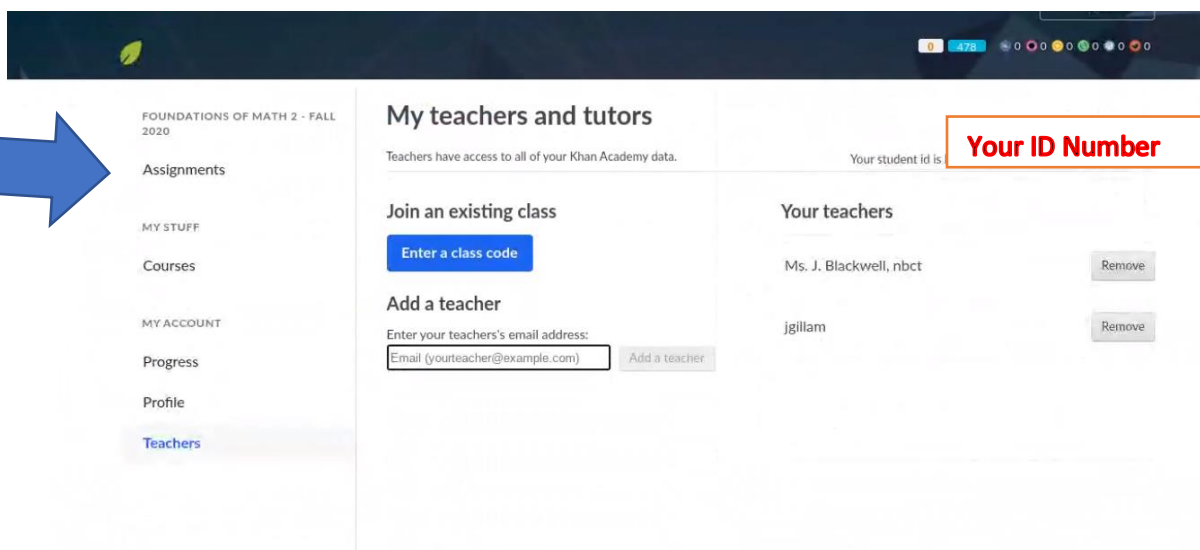 0 478 0 0 0 0 0 0
FOUNDATIONS OF MATH 2 - FALL
2020
Assignments
MY STUFF
Courses
MY ACCOUNT
Progress
Profile
Teachers
My teachers and tutors
Teachers have access to all of your Khan Academy data.
Your student id is
Your ID Number
Join an existing class
Enter a class code
Add a teacher
Enter your teachers's email address:
Email (yourteacher@example.com) Add a teacher
Your teachers
Ms. J. Blackwell, nbct Remove
jgillam Remove